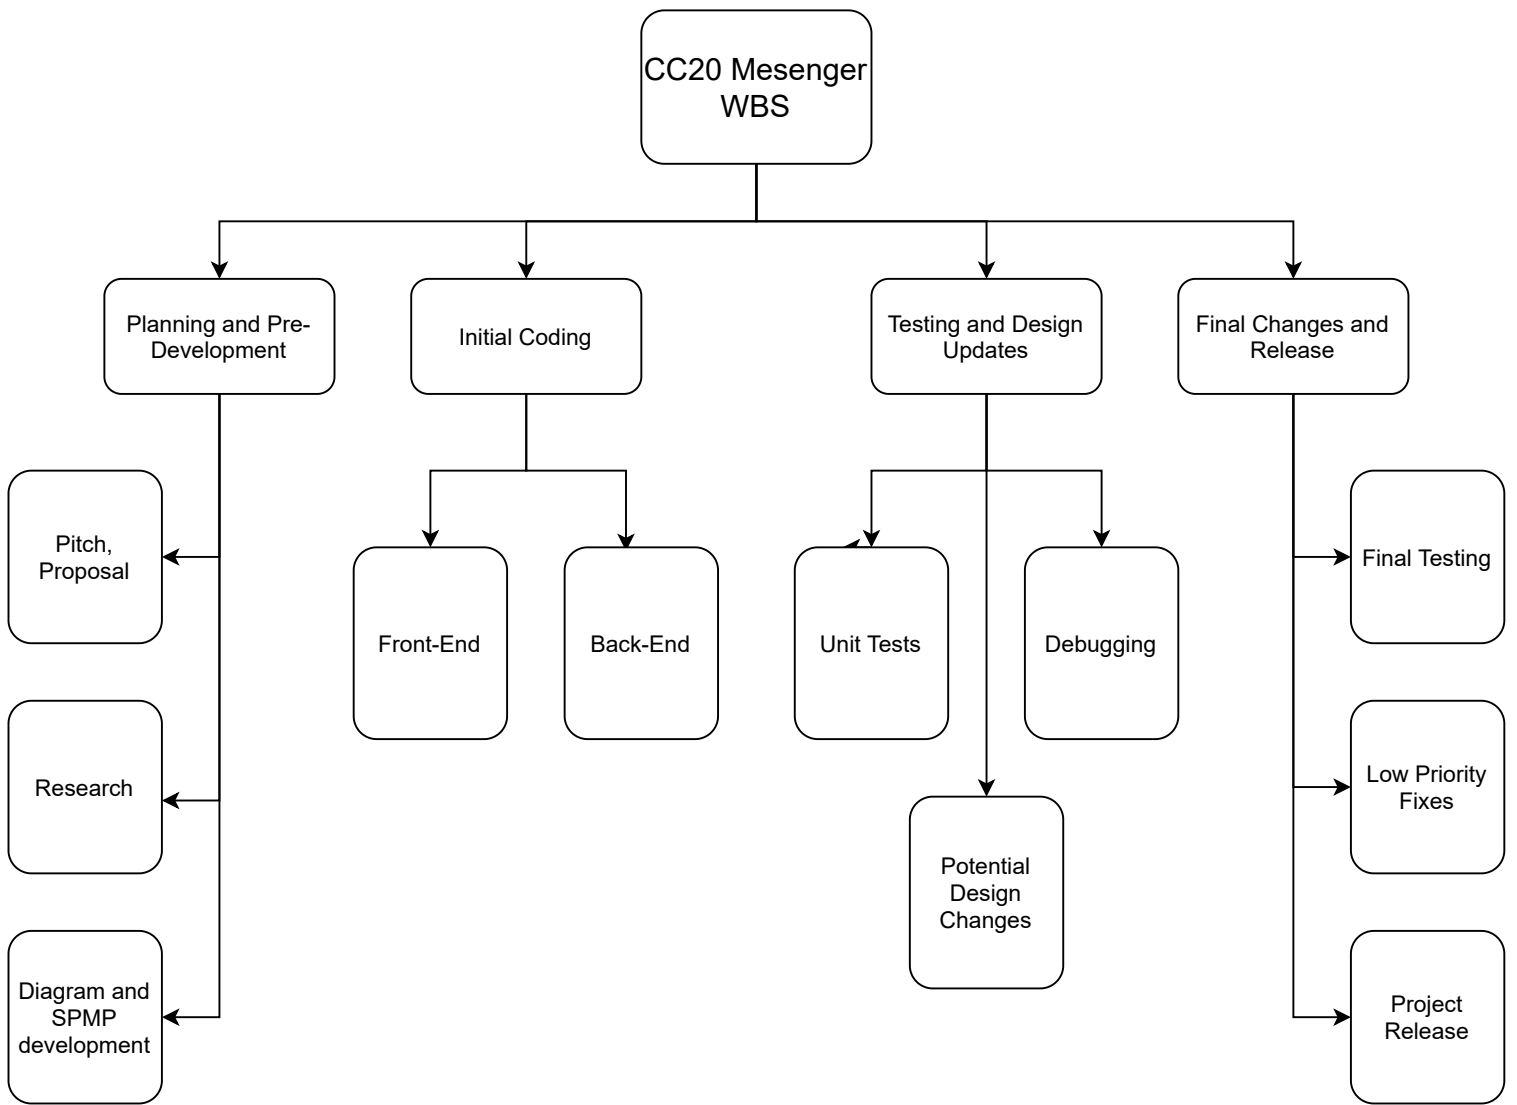 CC20 Mesenger
WBS
Planning and Pre-
Development
Initial Coding
Testing and Design
Updates
Final Changes and
Release
Pitch,
Proposal
Final Testing
Front-End
Back-End
Unit Tests
Debugging
Research
Low Priority
Fixes
Potential
Design
Changes
Diagram and
SPMP
development
Project
Release